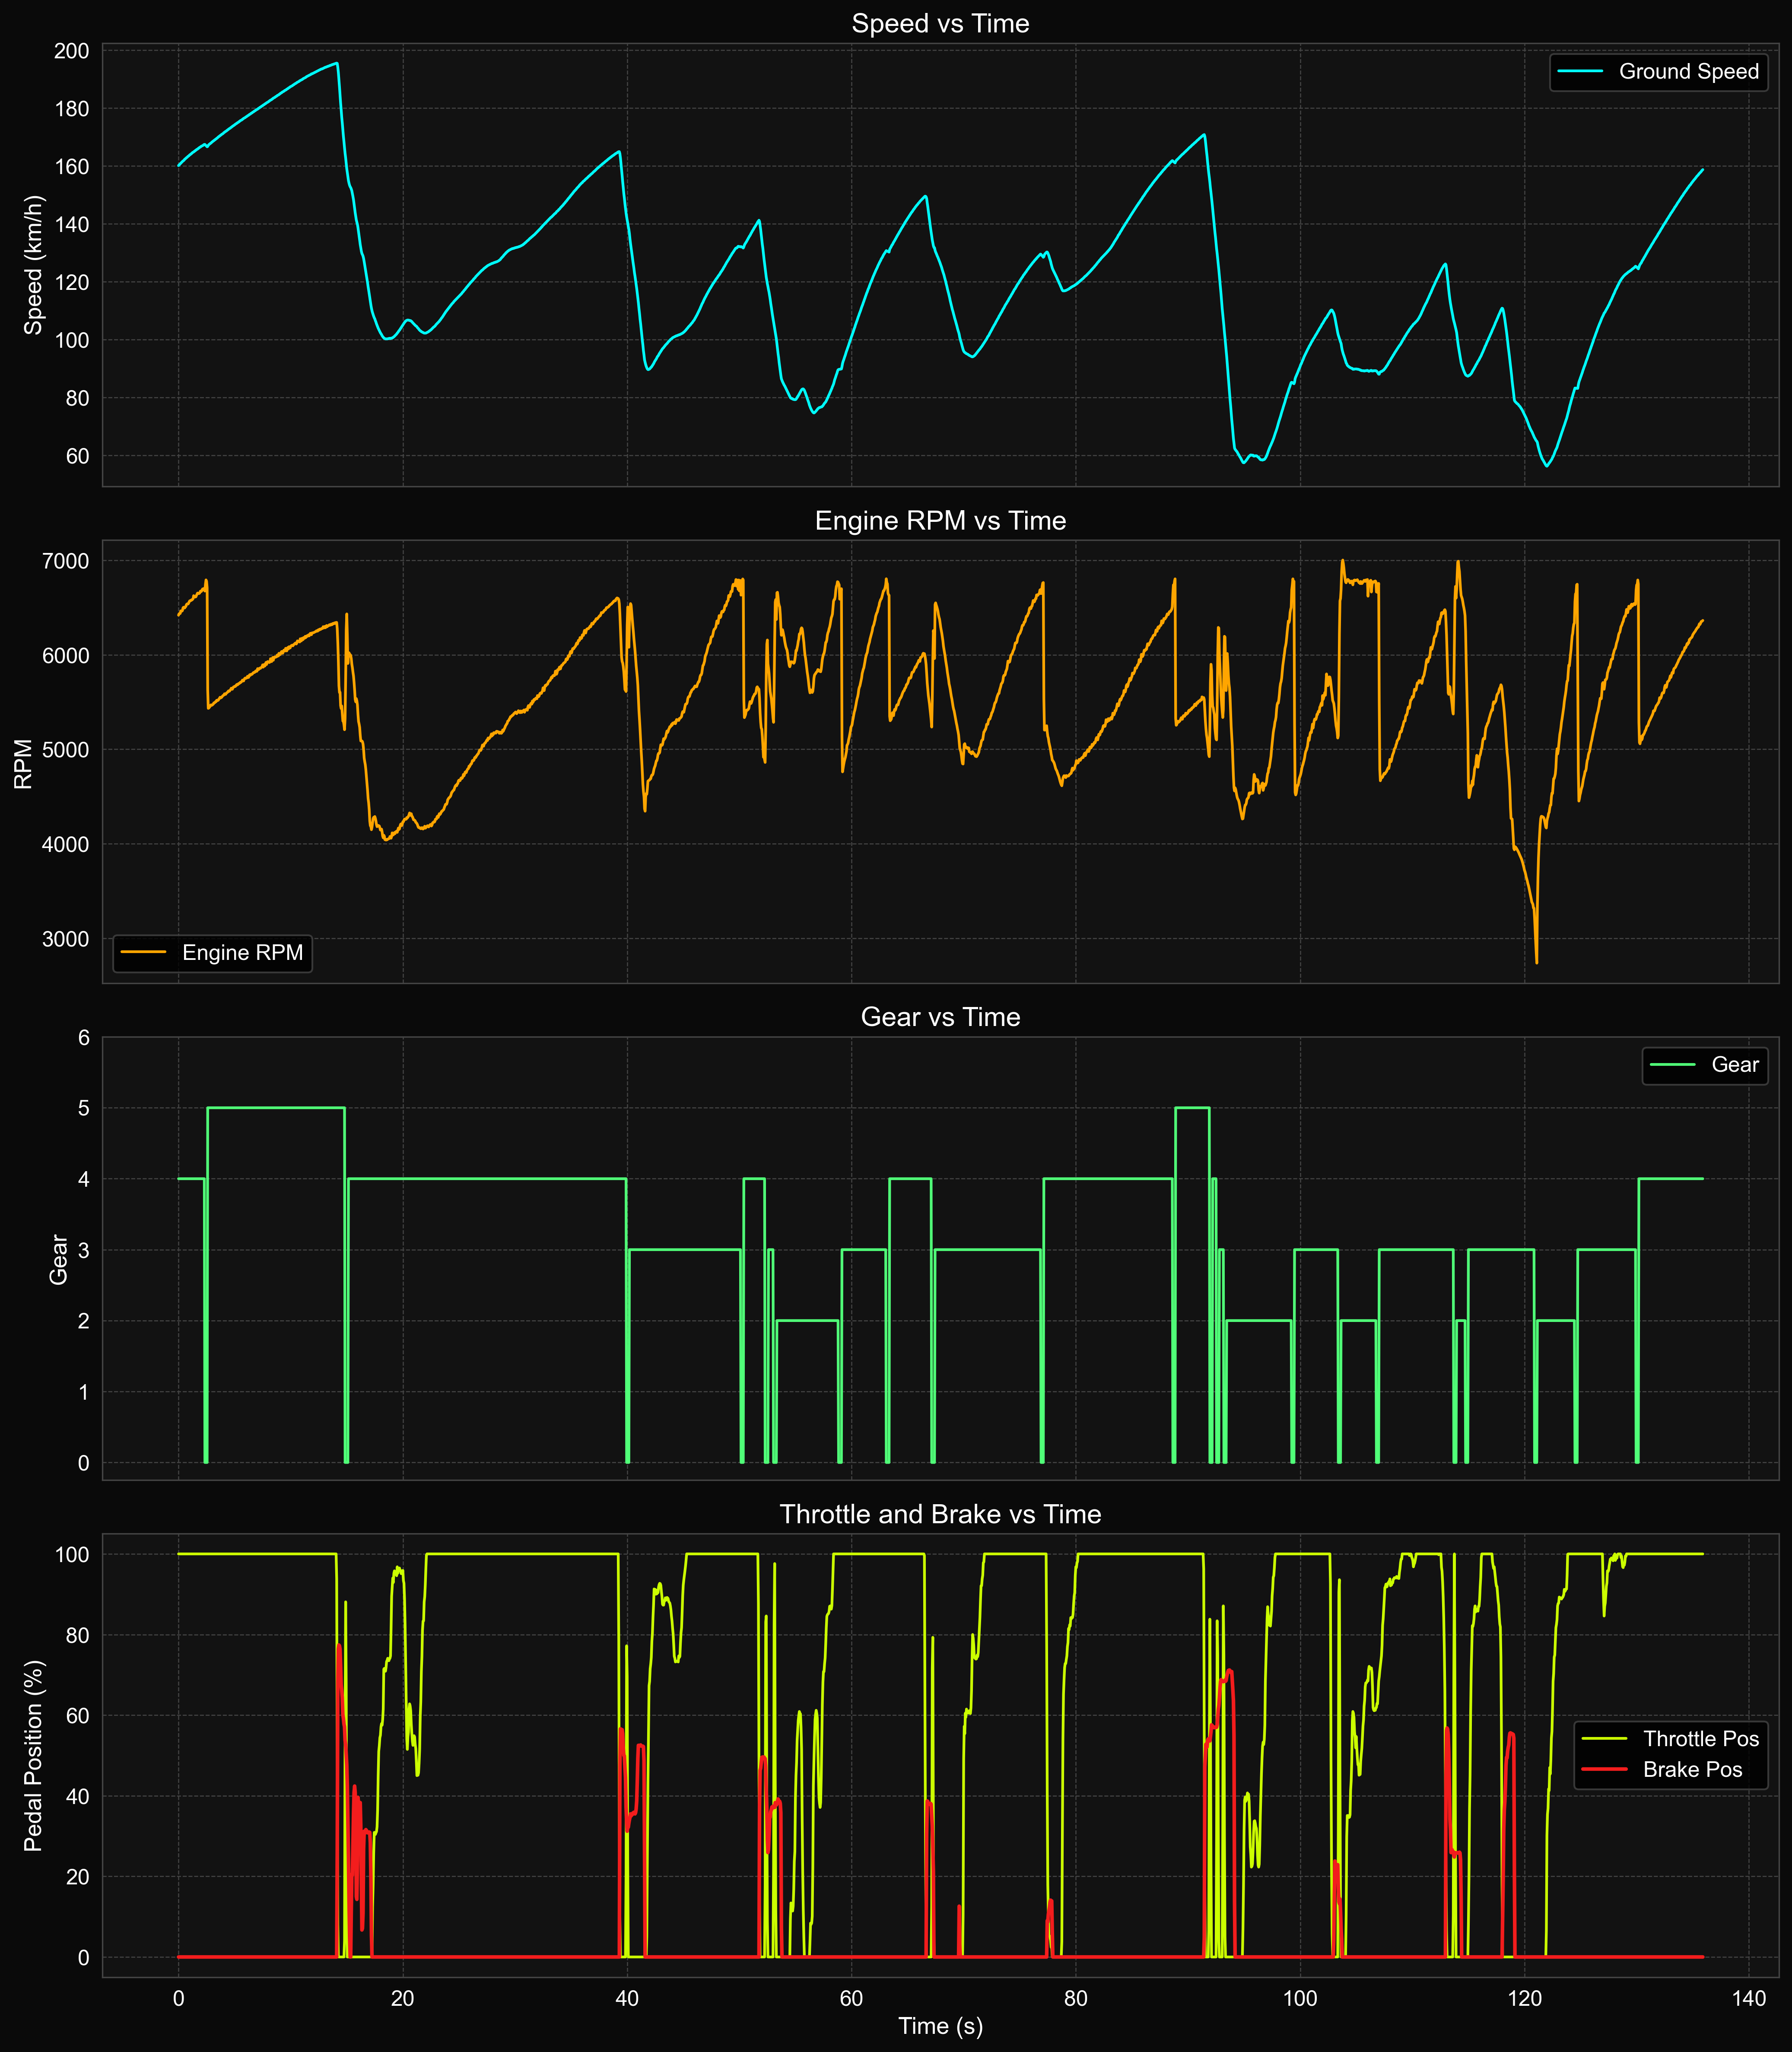 Speed vs Time
200
180
160
140
120
100
80
60
Speed (km/h)
Ground Speed
Engine RPM vs Time
7000
6000
5000
4000
3000
RPM
Engine RPM
Gear vs Time
6
5
4
3
2
1
0
Gear
Gear
Throttle and Brake vs Time
100
80
60
40
20
0
Pedal Position (%)
Throttle Pos
Brake Pos
0 20 40 60 80 100 120 140
Time (s)